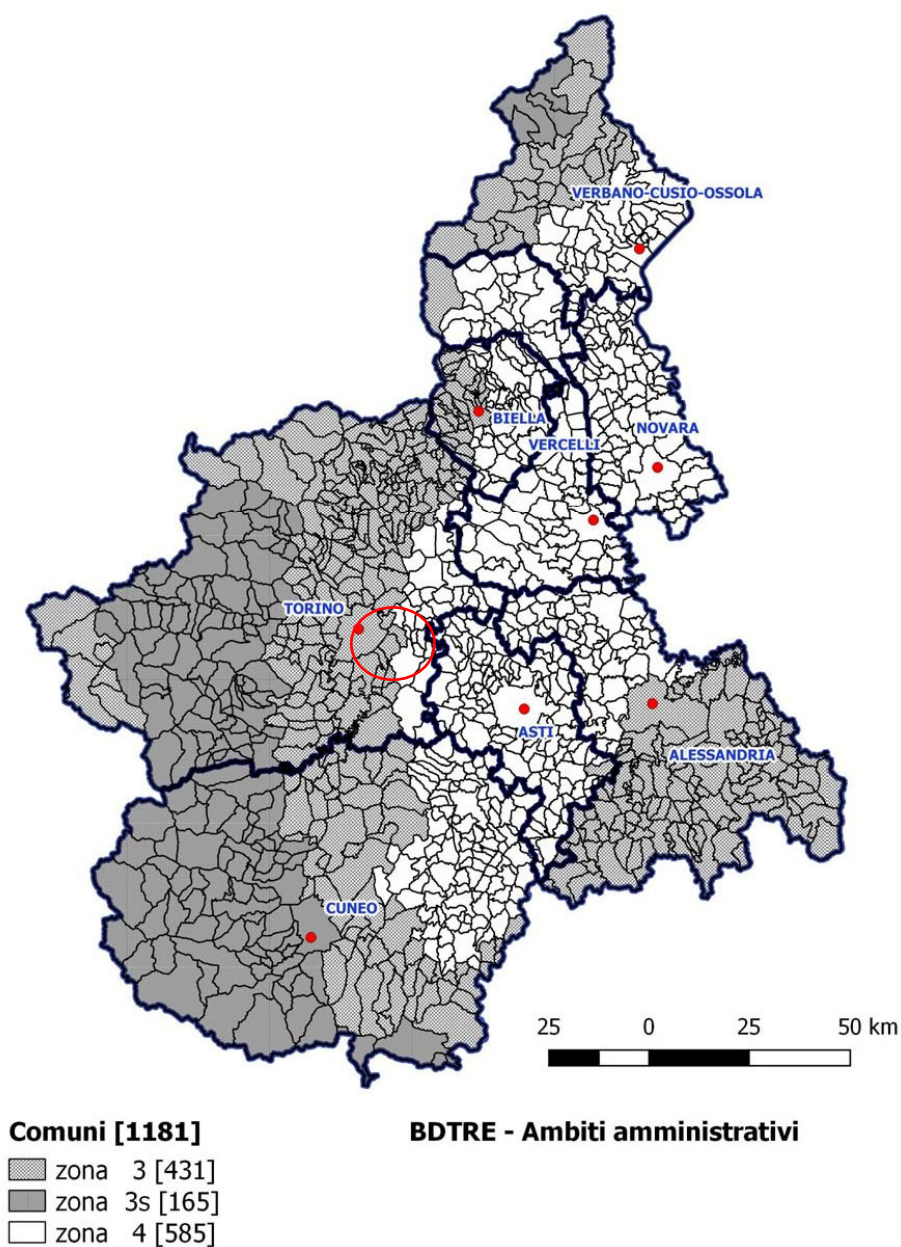 VERBANO-CUSIO-OSSOLA
BIELLA
NOVARA
VERCELLI
TORINO
ASTI
ALESSANDRIA
CUNEO
25 0 25 50 km
Comuni [1181]
BDTRE - Ambiti amministrativi
zona 3 [431]
zona 3s [165]
zona 4 [585]